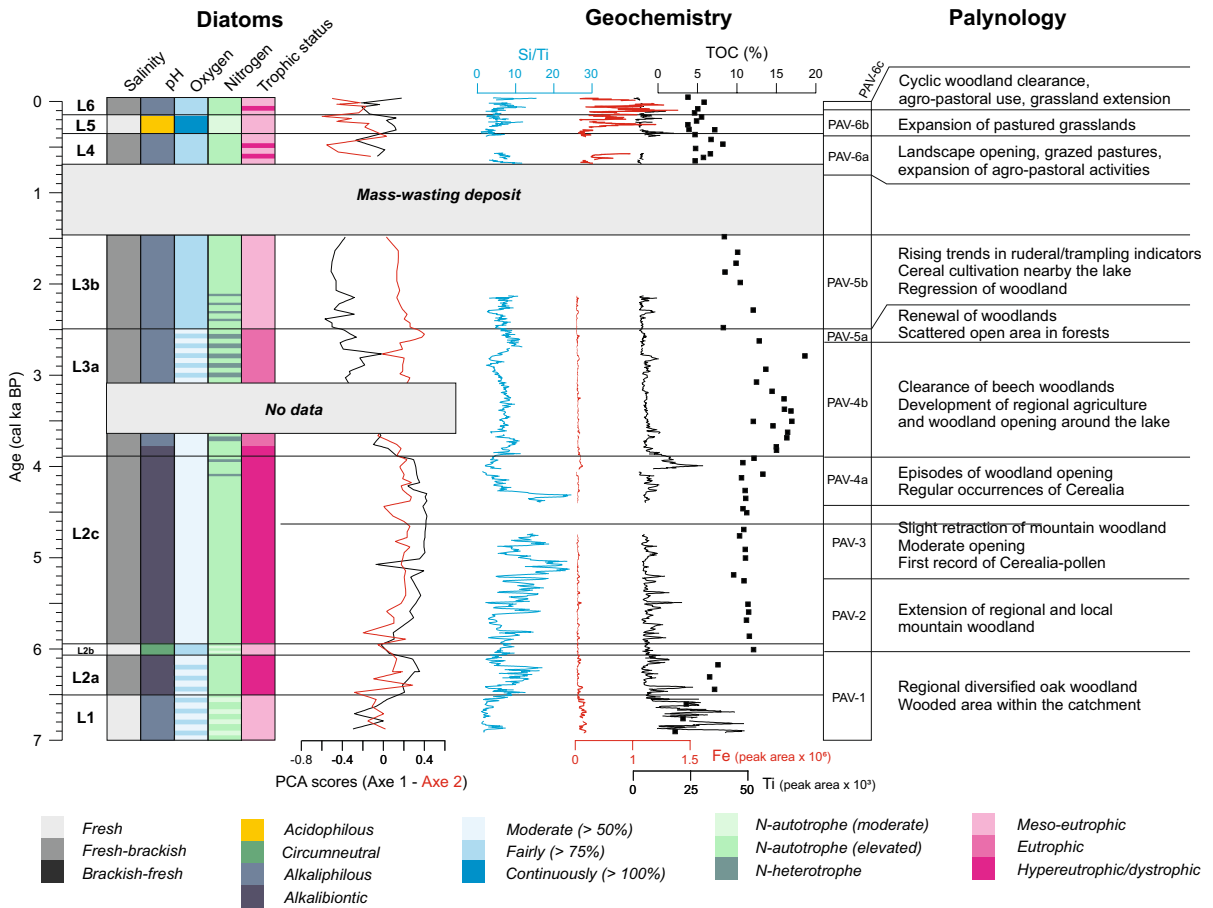 Diatoms
Geochemistry
Palynology
Salinity
pH
Oxygen
Nitrogen
Trophic status
Si/Ti
0 10 20 30
TOC (%)
0 5 10 15 20
PAV-6c
Age (cal ka BP)
0
1
2
3
4
5
6
7
L6
L5
L4
L3b
L3a
L2c
L2b
L2a
L1
Mass-wasting deposit
No data
PAV-6b
PAV-6a
PAV-5b
PAV-5a
PAV-4b
PAV-4a
PAV-3
PAV-2
PAV-1
Cyclic woodland clearance,
agro-pastoral use, grassland extension
Expansion of pastured grasslands
Landscape opening, grazed pastures,
expansion of agro-pastoral activities
Rising trends in ruderal/trampling indicators
Cereal cultivation nearby the lake
Regression of woodland
Renewal of woodlands
Scattered open area in forests
Clearance of beech woodlands
Development of regional agriculture
and woodland opening around the lake
Episodes of woodland opening
Regular occurrences of Cerealia
Slight retraction of mountain woodland
Moderate opening
First record of Cerealia-pollen
Extension of regional and local
mountain woodland
Regional diversified oak woodland
Wooded area within the catchment
-0.8 -0.4 0 0.4
PCA scores (Axe 1 - Axe 2)
0 1 1.5
Fe (peak area x 10⁶)
0 25 50
Ti (peak area x 10³)
Fresh
Fresh-brackish
Brackish-fresh
Acidophilous
Circumneutral
Alkaliphilous
Alkalibiontic
Moderate (> 50%)
Fairly (> 75%)
Continuously (> 100%)
N-autotrophe (moderate)
N-autotrophe (elevated)
N-heterotrophe
Meso-eutrophic
Eutrophic
Hypereutrophic/dystrophic